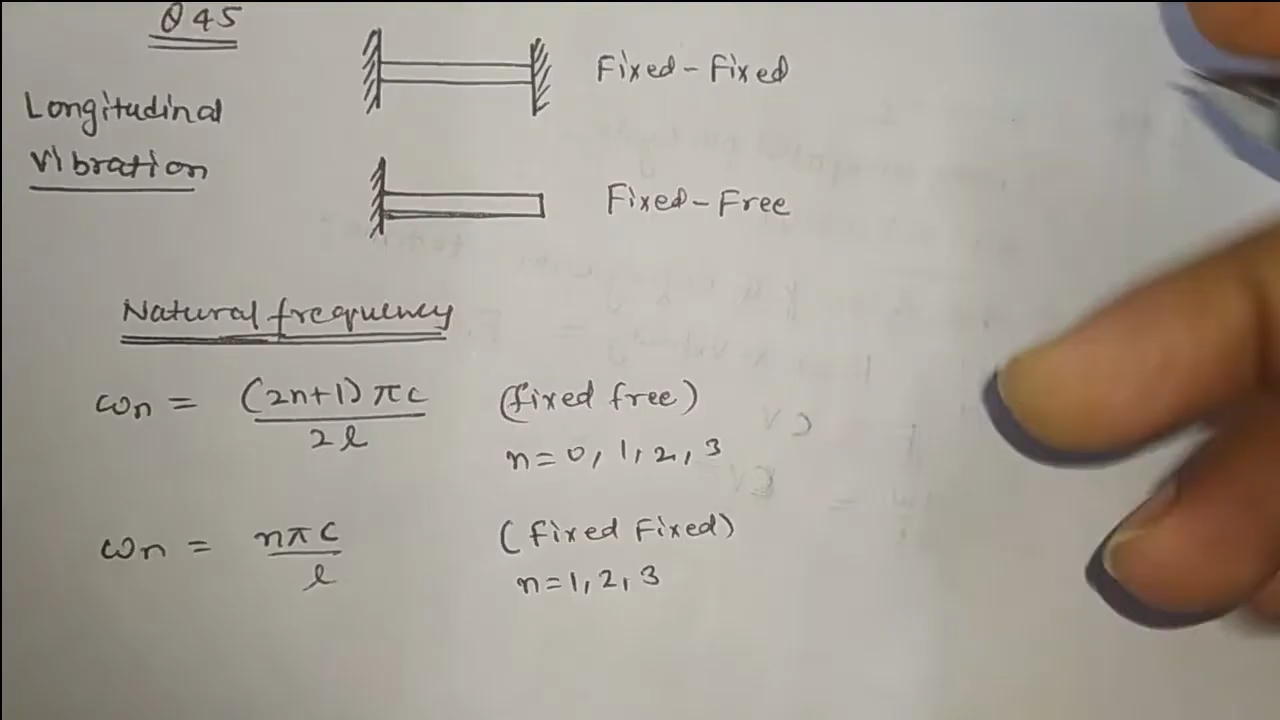 Q 45
Fixed-Fixed
Longitudinal
Vibration
Fixed-Free
Natural frequency
ωn = (2n+1)πc / 2l (fixed free)
n=0,1,2,3
ωn = nπc / l (Fixed Fixed)
n=1,2,3